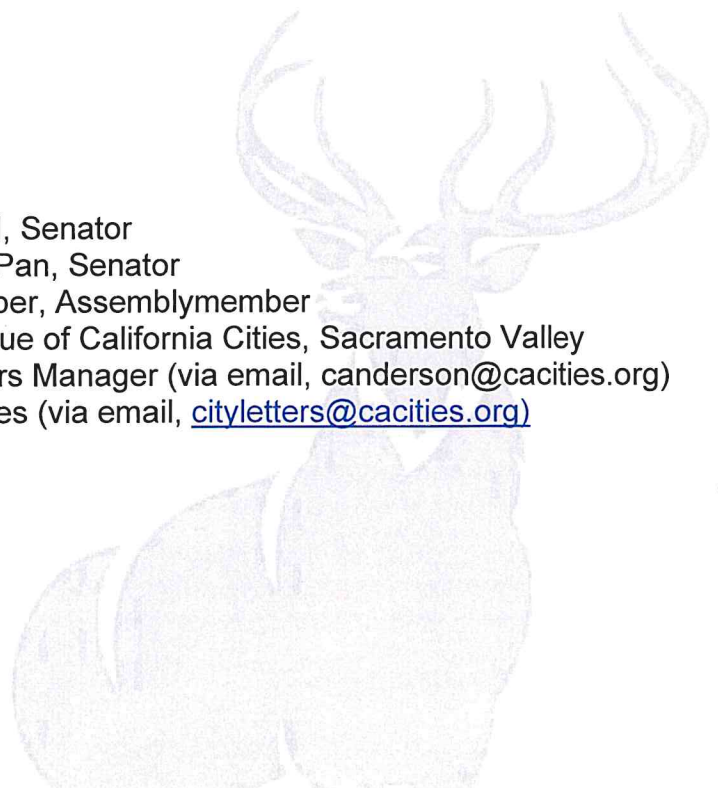 , Senator
Pan, Senator
per, Assemblymember
ue of California Cities, Sacramento Valley
rs Manager (via email, canderson@cacities.org)
es (via email, cityletters@cacities.org)